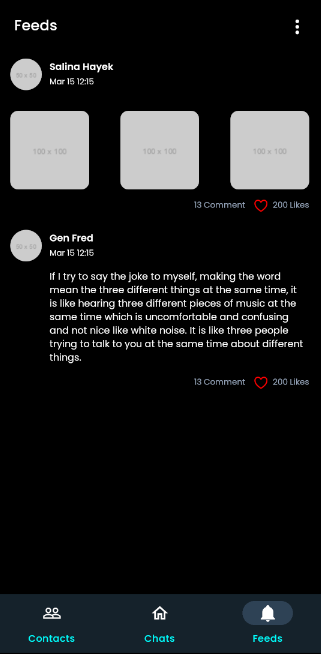 Feeds
Salina Hayek
Mar 15 12:15
50 x 50
100 x 100
100 x 100
100 x 100
13 Comment
200 Likes
Gen Fred
Mar 15 12:15
50 x 50
If I try to say the joke to myself, making the word
mean the three different things at the same time, it
is like hearing three different pieces of music at the
same time which is uncomfortable and confusing
and not nice like white noise. It is like three people
trying to talk to you at the same time about different
things.
13 Comment
200 Likes
Contacts
Chats
Feeds